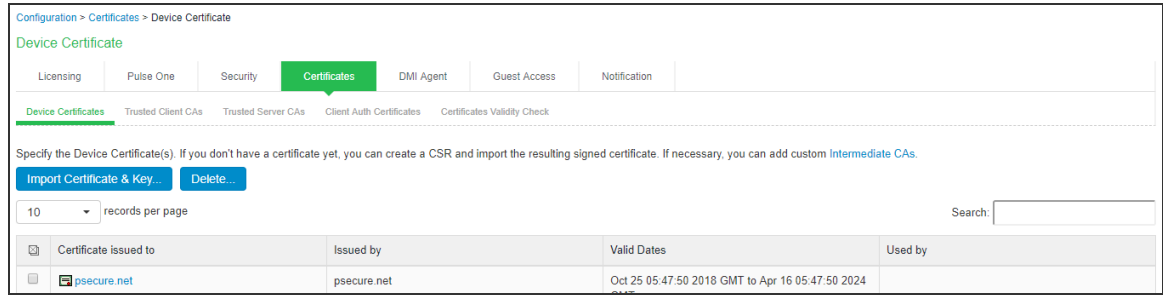 Configuration > Certificates > Device Certificate
Device Certificate
Licensing Pulse One Security Certificates DMI Agent Guest Access Notification
Device Certificates Trusted Client CAs Trusted Server CAs Client Auth Certificates Certificates Validity Check
Specify the Device Certificate(s). If you don't have a certificate yet, you can create a CSR and import the resulting signed certificate. If necessary, you can add custom Intermediate CAs.
Import Certificate & Key... Delete...
10 records per page Search:
Certificate issued to Issued by Valid Dates Used by
psecure.net psecure.net Oct 25 05:47:50 2018 GMT to Apr 16 05:47:50 2024